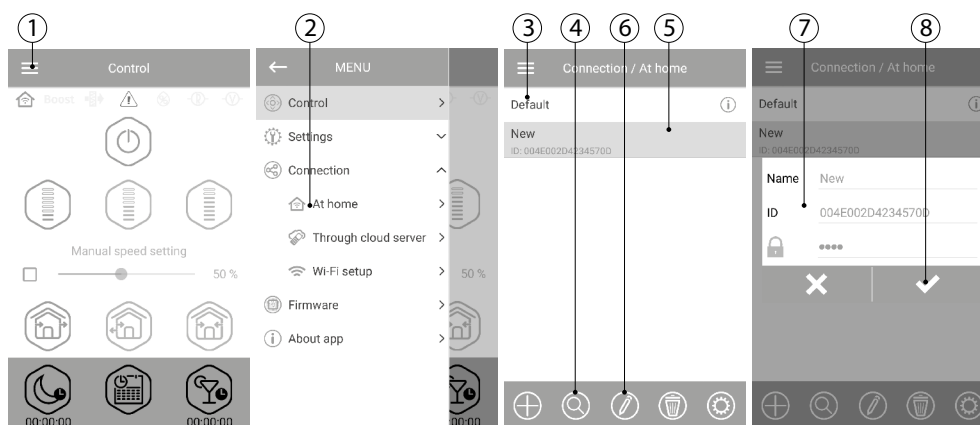 1
2
3
4
6
5
7
8
Control
Boost
Manual speed setting
50 %
00:00:00
00:00:00
MENU
Control
Settings
Connection
At home
Through cloud server
Wi-Fi setup
Firmware
About app
50 %
00:00
Connection / At home
Default
New
ID: 004E002D4234570D
Connection / At home
Default
New
ID: 004E002D4234570D
Name New
ID 004E002D4234570D